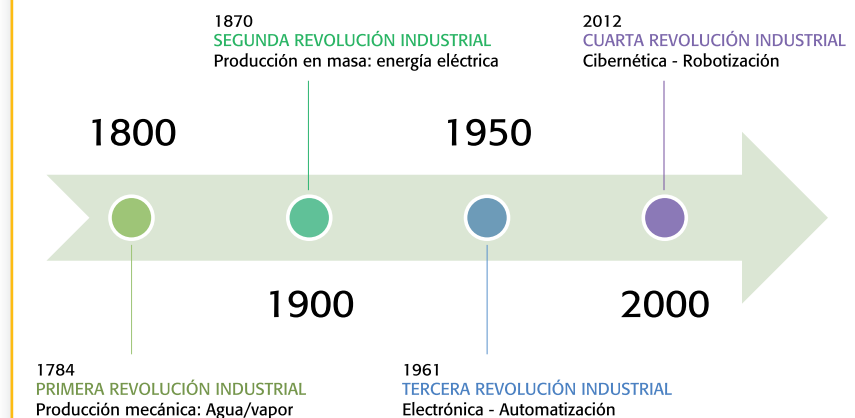 1870
SEGUNDA REVOLUCIÓN INDUSTRIAL
Producción en masa: energía eléctrica
2012
CUARTA REVOLUCIÓN INDUSTRIAL
Cibernética - Robotización
1800
1950
1900
2000
1784
PRIMERA REVOLUCIÓN INDUSTRIAL
Producción mecánica: Agua/vapor
1961
TERCERA REVOLUCIÓN INDUSTRIAL
Electrónica - Automatización